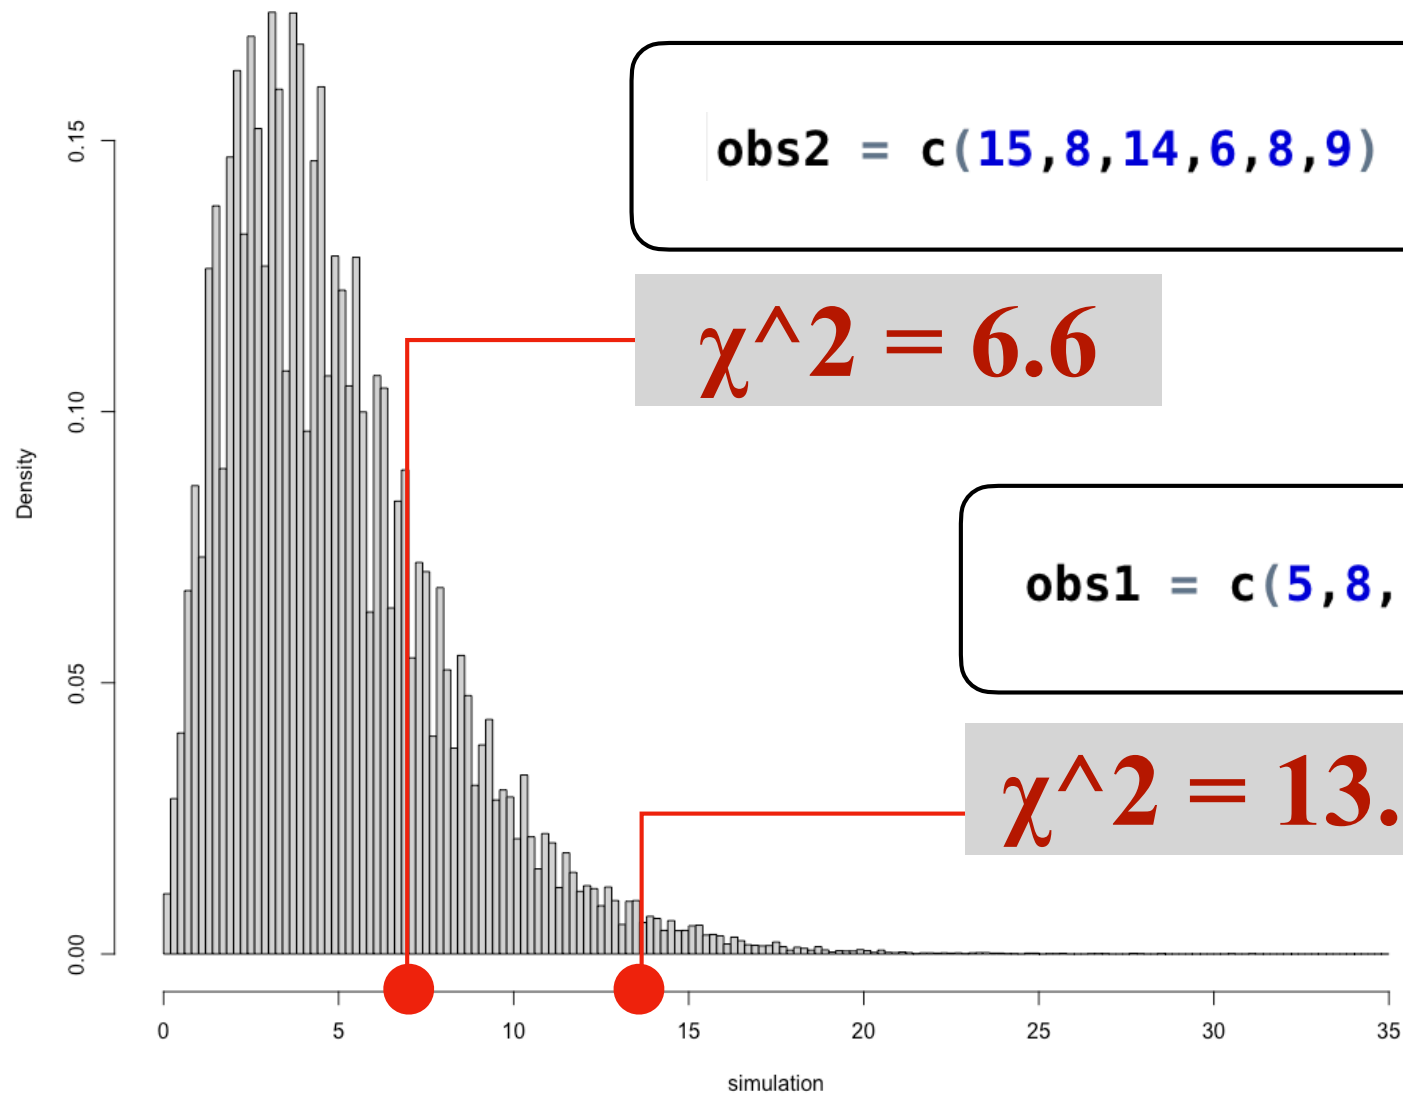 obs2 = c(15,8,14,6,8,9)
χ^2 = 6.6
obs1 = c(5,8,
χ^2 = 13.
Density
0.00
0.05
0.10
0.15
0 5 10 15 20 25 30 35
simulation